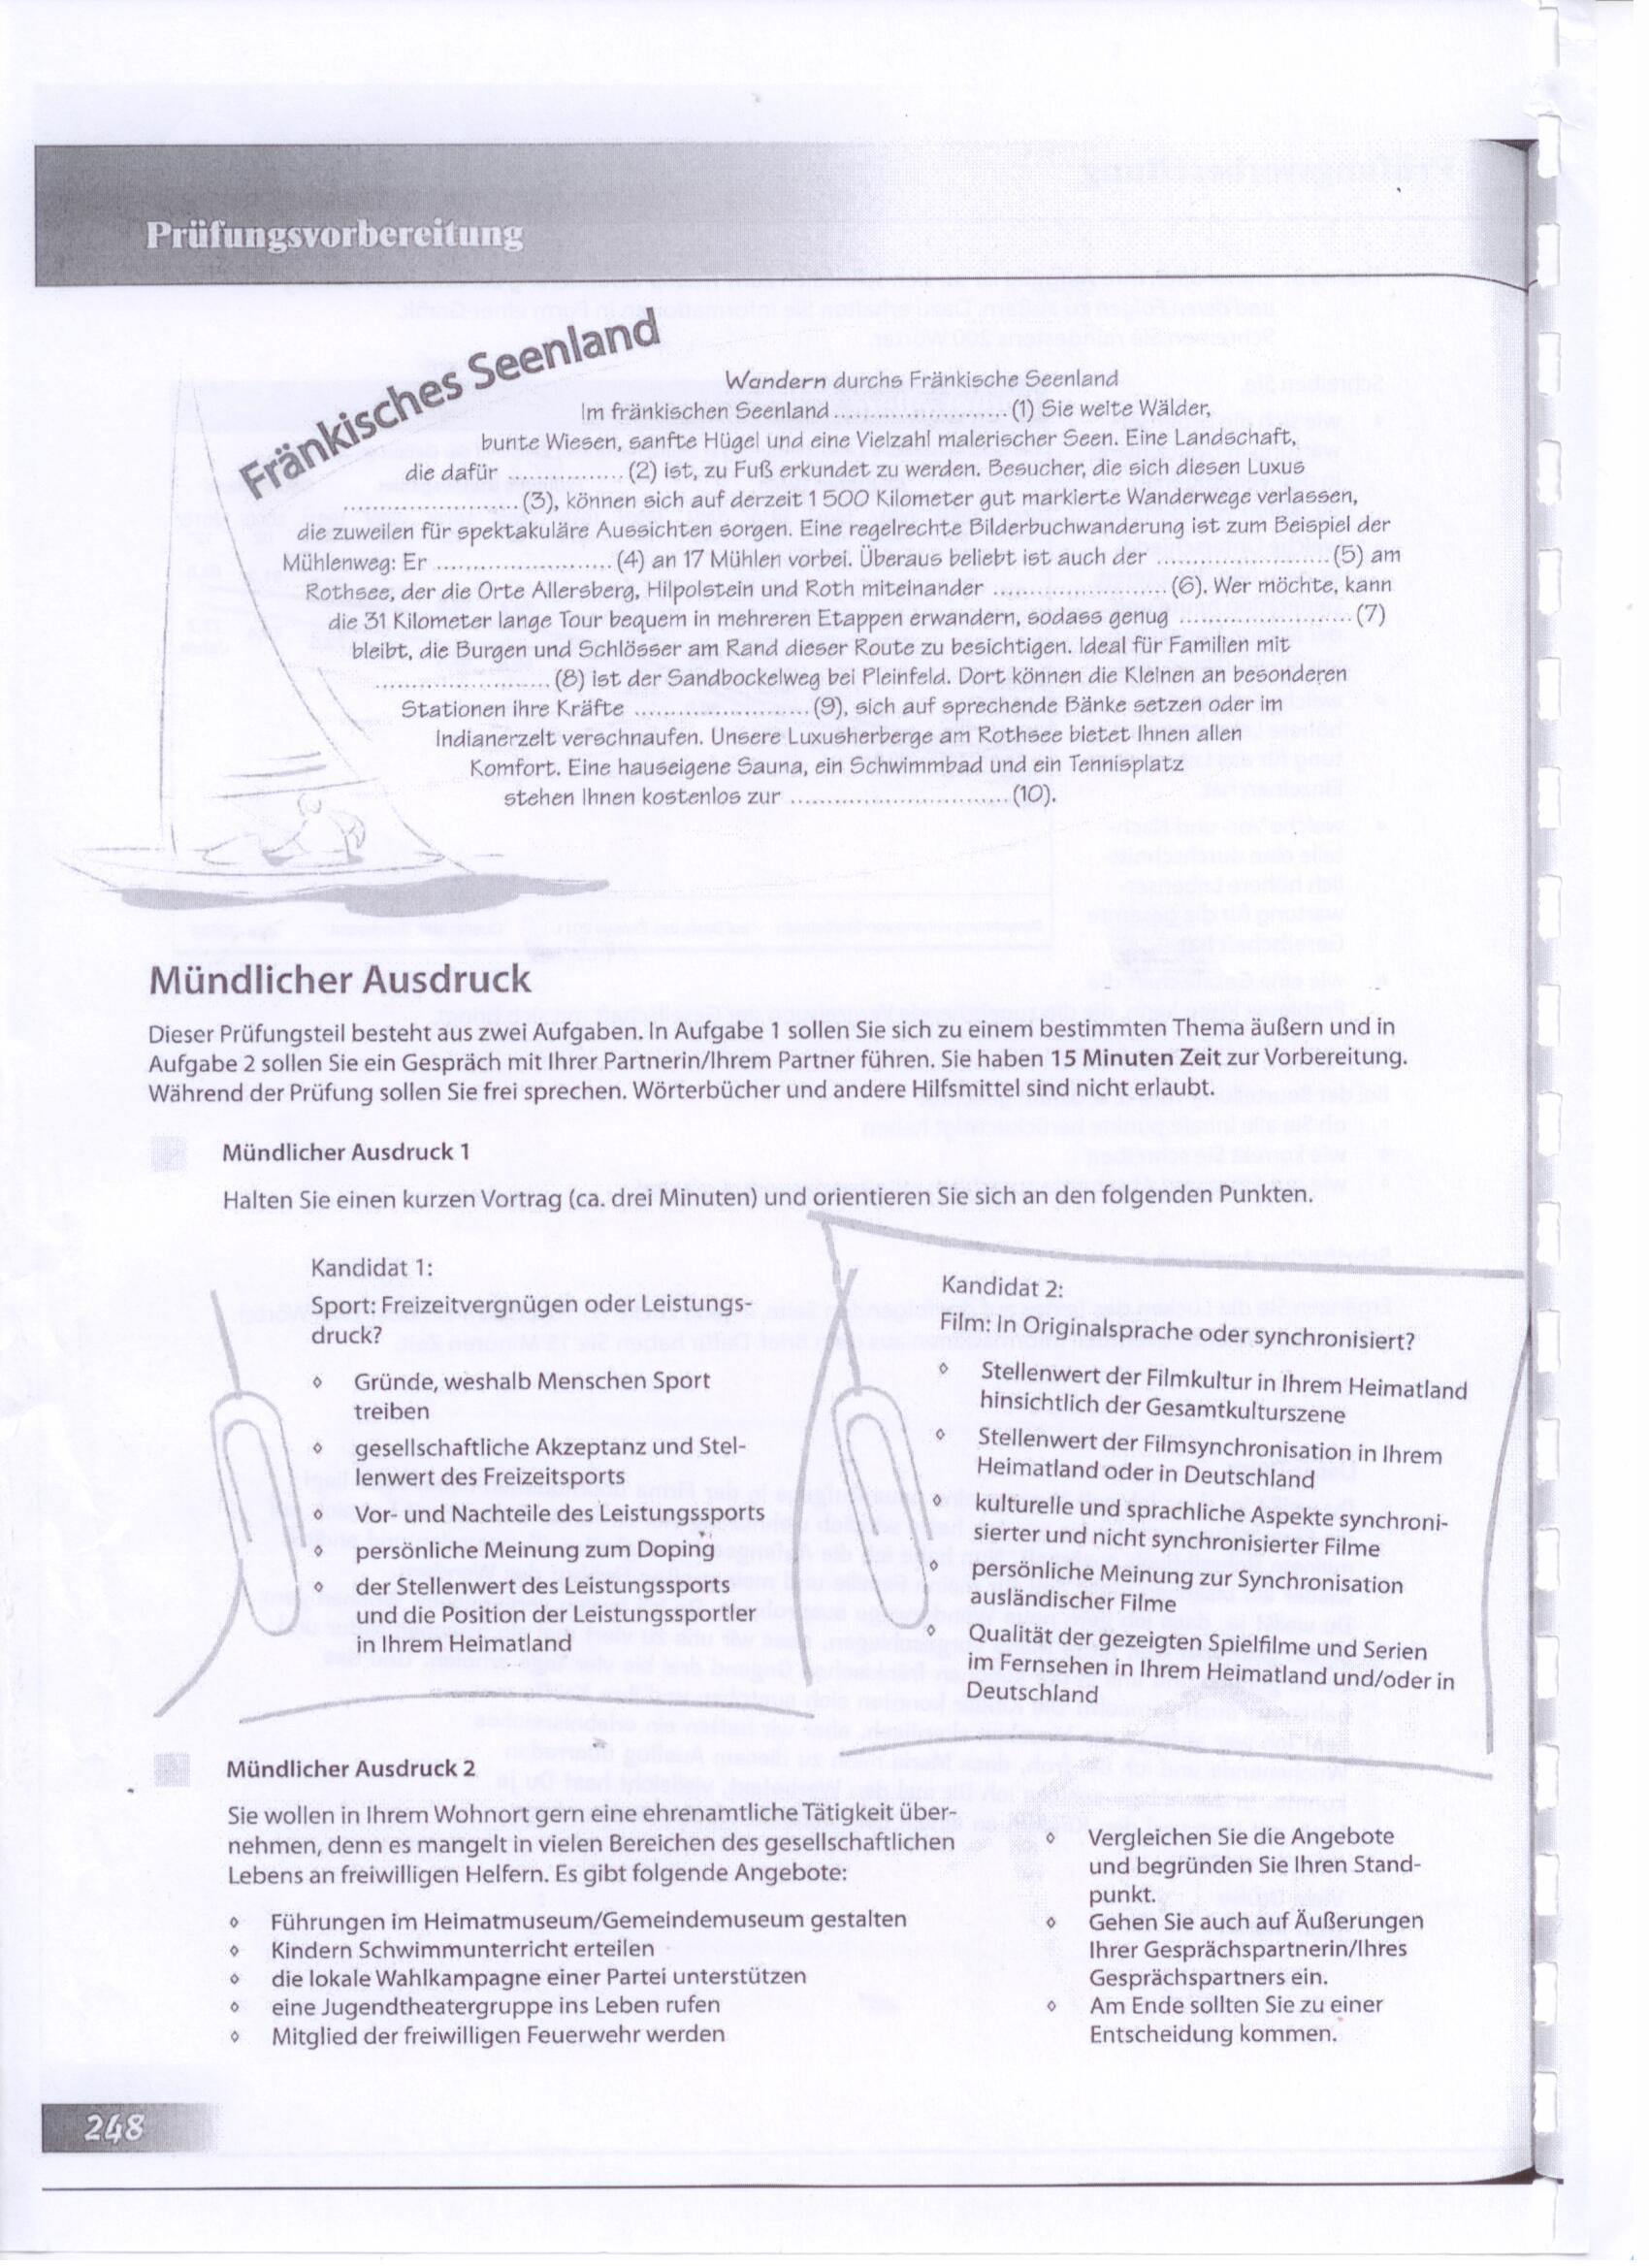 Prüfungsvorbereitung
Fränkisches Seenland
Wandern durchs Fränkische Seenland
Im fränkischen Seenland ........................ (1) Sie weite Wälder,
bunte Wiesen, sanfte Hügel und eine Vielzahl malerischer Seen. Eine Landschaft,
die dafür ................ (2) ist, zu Fuß erkundet zu werden. Besucher, die sich diesen Luxus
........................ (3), können sich auf derzeit 1 500 Kilometer gut markierte Wanderwege verlassen,
die zuweilen für spektakuläre Aussichten sorgen. Eine regelrechte Bilderbuchwanderung ist zum Beispiel der
Mühlenweg: Er ........................ (4) an 17 Mühlen vorbei. Überaus beliebt ist auch der ........................ (5) am
Rothsee, der die Orte Allersberg, Hilpolstein und Roth miteinander ........................ (6). Wer möchte, kann
die 31 Kilometer lange Tour bequem in mehreren Etappen erwandern, sodass genug ........................ (7)
bleibt, die Burgen und Schlösser am Rand dieser Route zu besichtigen. Ideal für Familien mit
........................ (8) ist der Sandbockelweg bei Pleinfeld. Dort können die Kleinen an besonderen
Stationen ihre Kräfte ........................ (9), sich auf sprechende Bänke setzen oder im
Indianerzelt verschnaufen. Unsere Luxusherberge am Rothsee bietet Ihnen allen
Komfort. Eine hauseigene Sauna, ein Schwimmbad und ein Tennisplatz
stehen Ihnen kostenlos zur .............................. (10).
Mündlicher Ausdruck
Dieser Prüfungsteil besteht aus zwei Aufgaben. In Aufgabe 1 sollen Sie sich zu einem bestimmten Thema äußern und in
Aufgabe 2 sollen Sie ein Gespräch mit Ihrer Partnerin/Ihrem Partner führen. Sie haben 15 Minuten Zeit zur Vorbereitung.
Während der Prüfung sollen Sie frei sprechen. Wörterbücher und andere Hilfsmittel sind nicht erlaubt.
Mündlicher Ausdruck 1
Halten Sie einen kurzen Vortrag (ca. drei Minuten) und orientieren Sie sich an den folgenden Punkten.
Kandidat 1:
Sport: Freizeitvergnügen oder Leistungs-
druck?
◊ Gründe, weshalb Menschen Sport
treiben
◊ gesellschaftliche Akzeptanz und Stel-
lenwert des Freizeitsports
◊ Vor- und Nachteile des Leistungssports
◊ persönliche Meinung zum Doping
◊ der Stellenwert des Leistungssports
und die Position der Leistungssportler
in Ihrem Heimatland
Kandidat 2:
Film: In Originalsprache oder synchronisiert?
◊ Stellenwert der Filmkultur in Ihrem Heimatland
hinsichtlich der Gesamtkulturszene
◊ Stellenwert der Filmsynchronisation in Ihrem
Heimatland oder in Deutschland
◊ kulturelle und sprachliche Aspekte synchroni-
sierter und nicht synchronisierter Filme
◊ persönliche Meinung zur Synchronisation
ausländischer Filme
◊ Qualität der gezeigten Spielfilme und Serien
im Fernsehen in Ihrem Heimatland und/oder in
Deutschland
Mündlicher Ausdruck 2
Sie wollen in Ihrem Wohnort gern eine ehrenamtliche Tätigkeit über-
nehmen, denn es mangelt in vielen Bereichen des gesellschaftlichen
Lebens an freiwilligen Helfern. Es gibt folgende Angebote:
◊ Führungen im Heimatmuseum/Gemeindemuseum gestalten
◊ Kindern Schwimmunterricht erteilen
◊ die lokale Wahlkampagne einer Partei unterstützen
◊ eine Jugendtheatergruppe ins Leben rufen
◊ Mitglied der freiwilligen Feuerwehr werden
◊ Vergleichen Sie die Angebote
und begründen Sie Ihren Stand-
punkt.
◊ Gehen Sie auch auf Äußerungen
Ihrer Gesprächspartnerin/Ihres
Gesprächspartners ein.
◊ Am Ende sollten Sie zu einer
Entscheidung kommen.
248